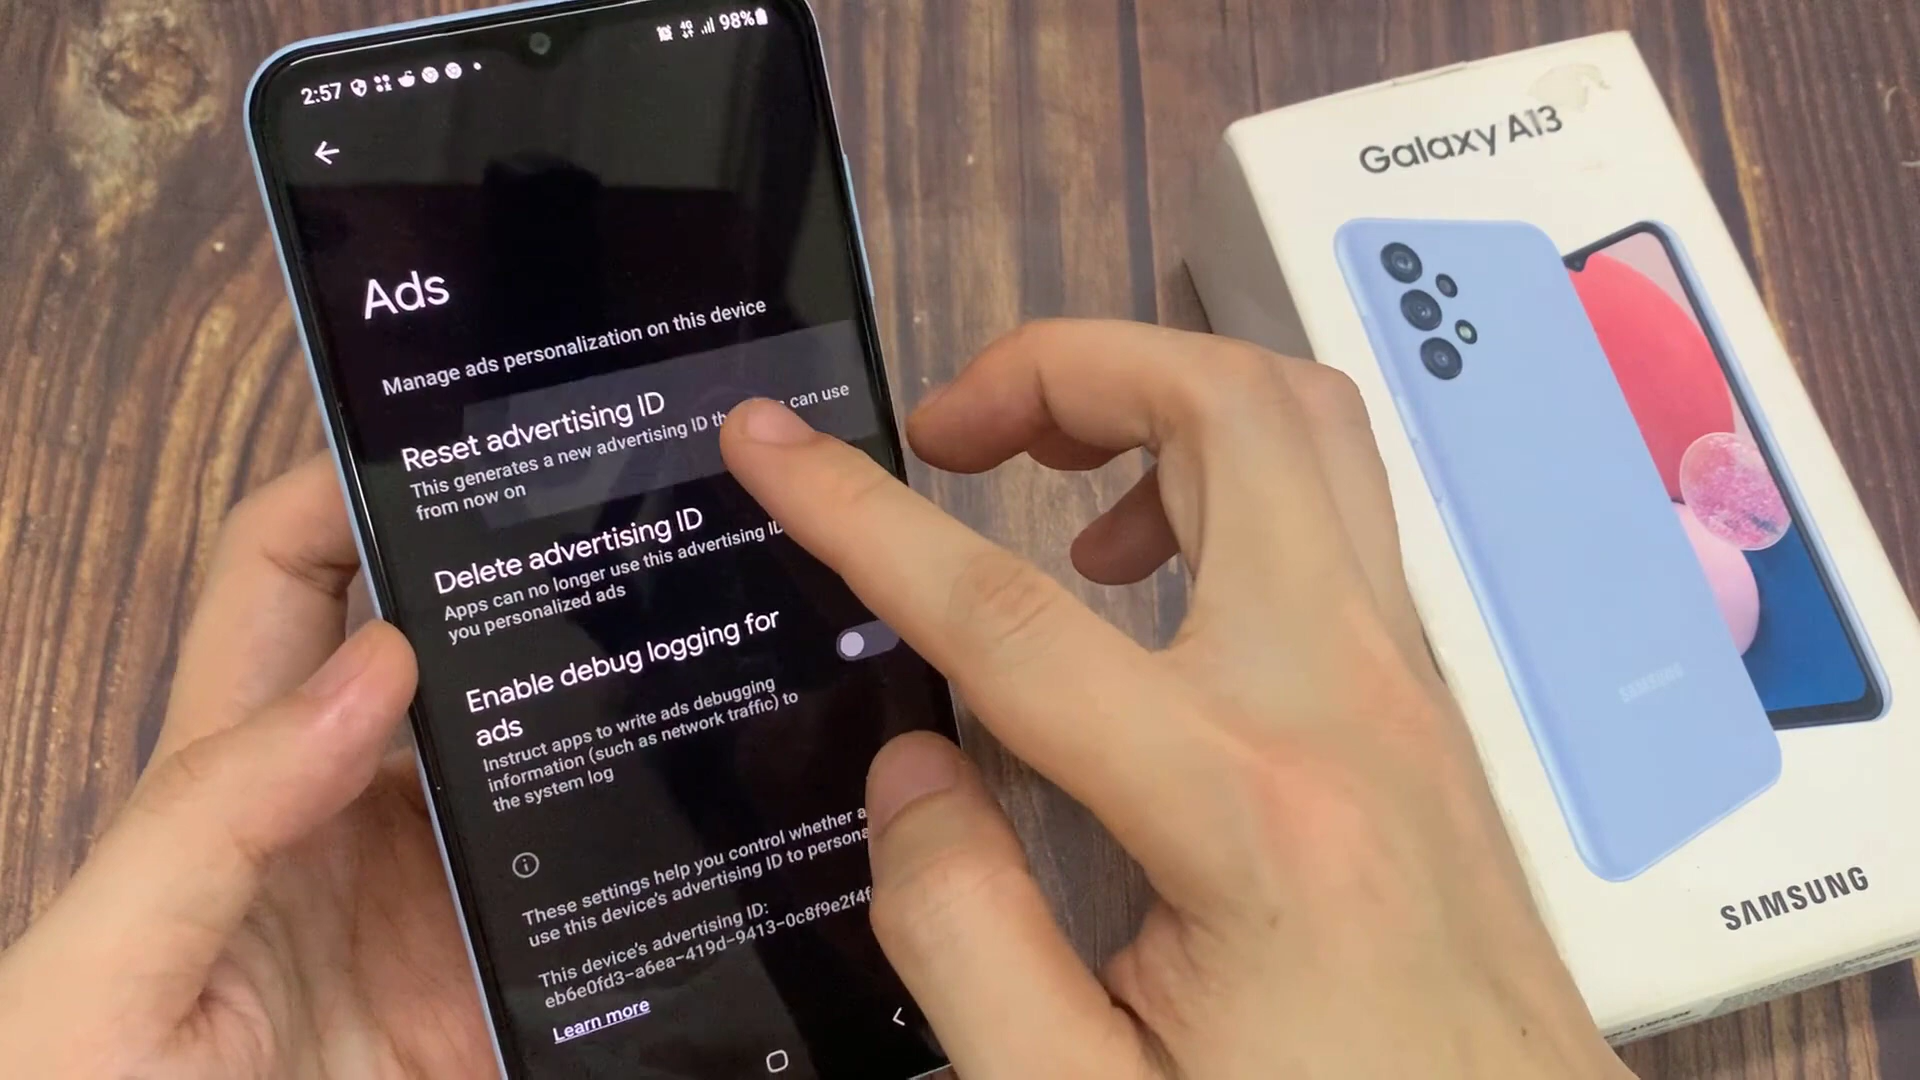 2:57
4G 98%
Ads
Manage ads personalization on this device
Reset advertising ID
This generates a new advertising ID can use
from now on
Delete advertising ID
Apps can no longer use this advertising ID
you personalized ads
Enable debug logging for
ads
Instruct apps to write ads debugging
information (such as network traffic) to
the system log
These settings help you control whether
use this device's advertising ID to
This device's advertising ID:
eb6e0fd3-a6ea-419d-9413-0c8f9e2f4f
Learn more
Galaxy A13
SAMSUNG
SAMSUNG